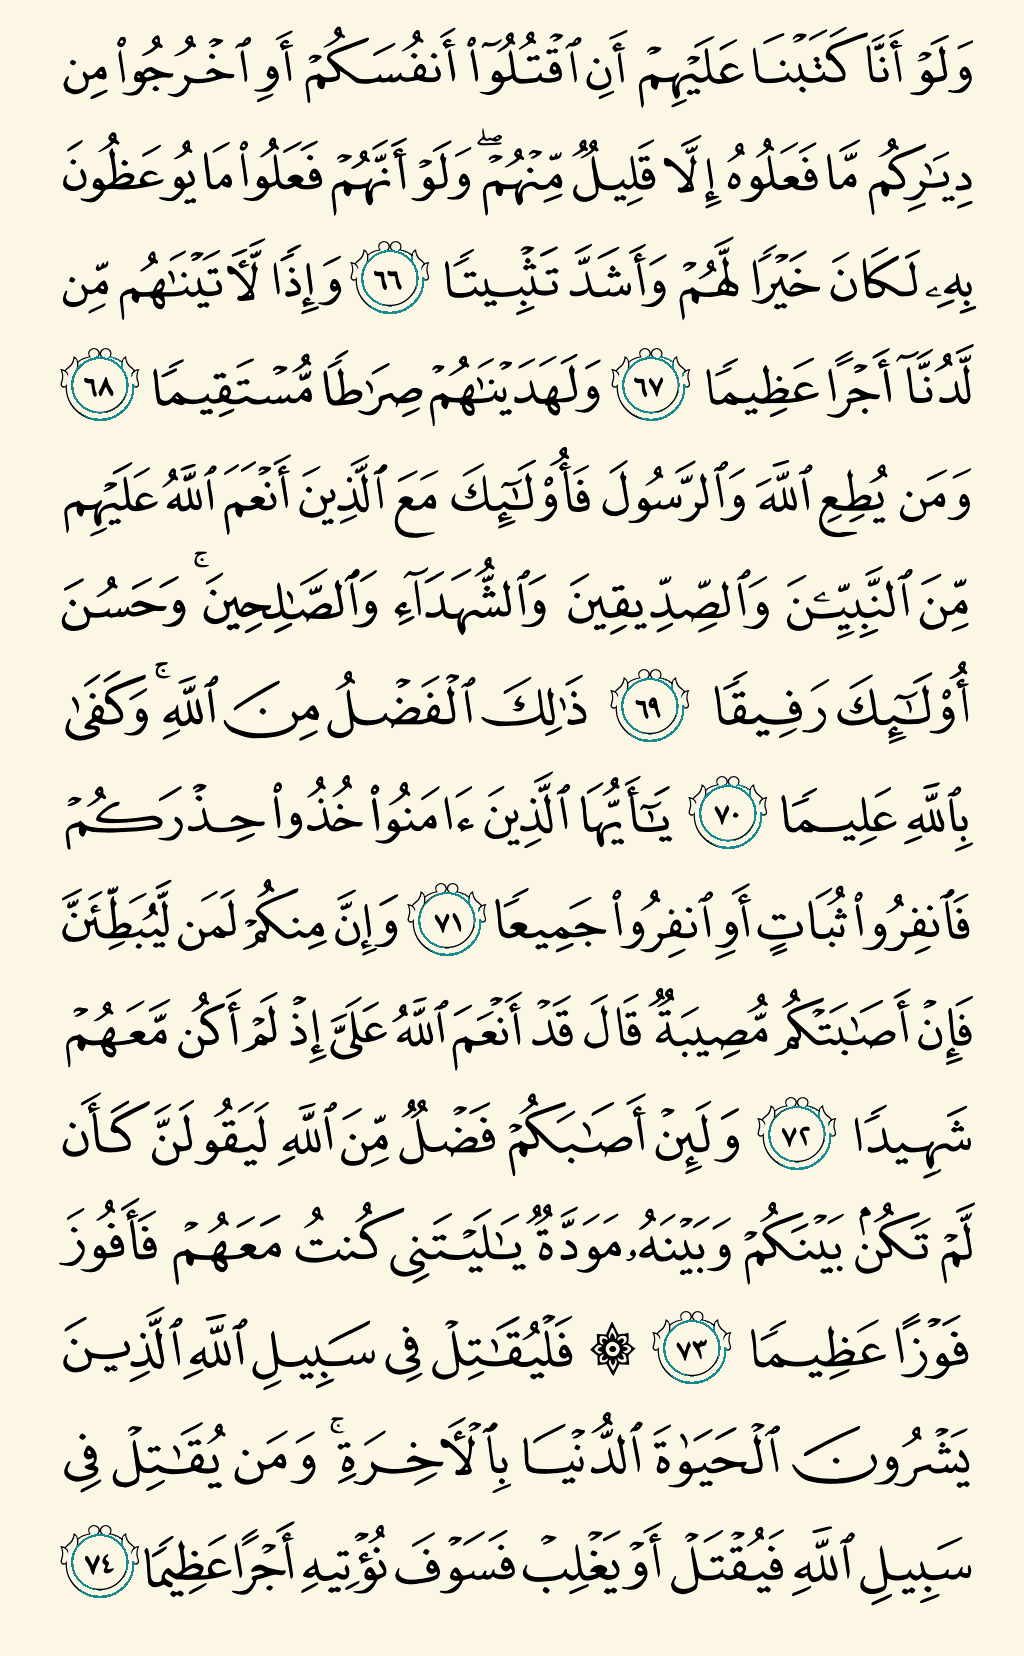 وَلَوۡ أَنَّا كَتَبۡنَا عَلَيۡهِمۡ أَنِ ٱقۡتُلُوٓاْ أَنفُسَكُمۡ أَوِ ٱخۡرُجُواْ مِن
دِيَٰرِكُم مَّا فَعَلُوهُ إِلَّا قَلِيلٞ مِّنۡهُمۡۖ وَلَوۡ أَنَّهُمۡ فَعَلُواْ مَا يُوعَظُونَ
بِهِۦ لَكَانَ خَيۡرٗا لَّهُمۡ وَأَشَدَّ تَثۡبِيتٗا ٦٦ وَإِذٗا لَّأٓتَيۡنَٰهُم مِّن
لَّدُنَّآ أَجۡرًا عَظِيمٗا ٦٧ وَلَهَدَيۡنَٰهُمۡ صِرَٰطٗا مُّسۡتَقِيمٗا ٦٨
وَمَن يُطِعِ ٱللَّهَ وَٱلرَّسُولَ فَأُوْلَٰٓئِكَ مَعَ ٱلَّذِينَ أَنۡعَمَ ٱللَّهُ عَلَيۡهِم
مِّنَ ٱلنَّبِيِّـۧنَ وَٱلصِّدِّيقِينَ وَٱلشُّهَدَآءِ وَٱلصَّٰلِحِينَۚ وَحَسُنَ
أُوْلَٰٓئِكَ رَفِيقٗا ٦٩ ذَٰلِكَ ٱلۡفَضۡلُ مِنَ ٱللَّهِۚ وَكَفَىٰ
بِٱللَّهِ عَلِيمٗا ٧٠ يَٰٓأَيُّهَا ٱلَّذِينَ ءَامَنُواْ خُذُواْ حِذۡرَكُمۡ
فَٱنفِرُواْ ثُبَاتٍ أَوِ ٱنفِرُواْ جَمِيعٗا ٧١ وَإِنَّ مِنكُمۡ لَمَن لَّيُبَطِّئَنَّ
فَإِنۡ أَصَٰبَتۡكُم مُّصِيبَةٞ قَالَ قَدۡ أَنۡعَمَ ٱللَّهُ عَلَيَّ إِذۡ لَمۡ أَكُن مَّعَهُمۡ
شَهِيدٗا ٧٢ وَلَئِنۡ أَصَٰبَكُمۡ فَضۡلٞ مِّنَ ٱللَّهِ لَيَقُولَنَّ كَأَن
لَّمۡ تَكُنۢ بَيۡنَكُمۡ وَبَيۡنَهُۥ مَوَدَّةٞ يَٰلَيۡتَنِي كُنتُ مَعَهُمۡ فَأَفُوزَ
فَوۡزًا عَظِيمٗا ٧٣ ۞ فَلۡيُقَٰتِلۡ فِي سَبِيلِ ٱللَّهِ ٱلَّذِينَ
يَشۡرُونَ ٱلۡحَيَوٰةَ ٱلدُّنۡيَا بِٱلۡأٓخِرَةِۚ وَمَن يُقَٰتِلۡ فِي
سَبِيلِ ٱللَّهِ فَيُقۡتَلۡ أَوۡ يَغۡلِبۡ فَسَوۡفَ نُؤۡتِيهِ أَجۡرًا عَظِيمٗا ٧٤